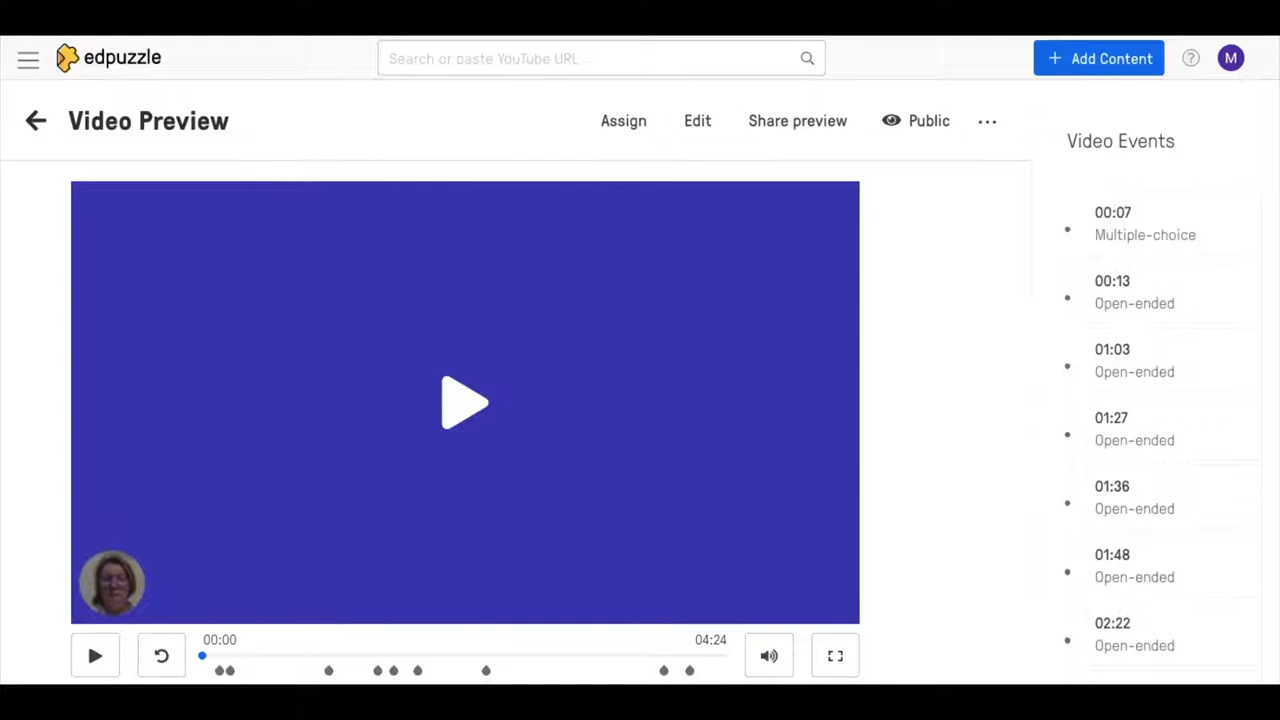 edpuzzle
Search or paste YouTube URL...
+ Add Content
?
M
Video Preview
Assign
Edit
Share preview
Public
...
Video Events
00:07
Multiple-choice
00:13
Open-ended
01:03
Open-ended
01:27
Open-ended
01:36
Open-ended
01:48
Open-ended
02:22
Open-ended
00:00
04:24